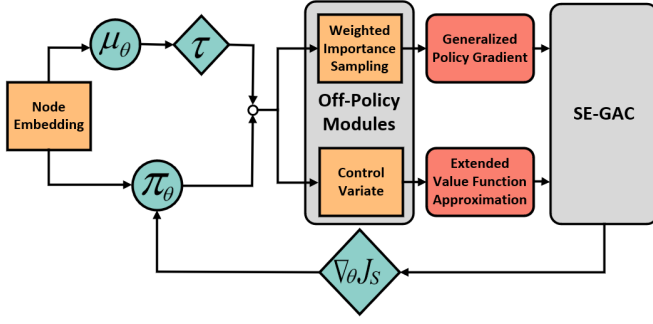 μθ
τ
Node
Embedding
πθ
Weighted
Importance
Sampling
Off-Policy
Modules
Control
Variate
Generalized
Policy Gradient
Extended
Value Function
Approximation
SE-GAC
∇θJS